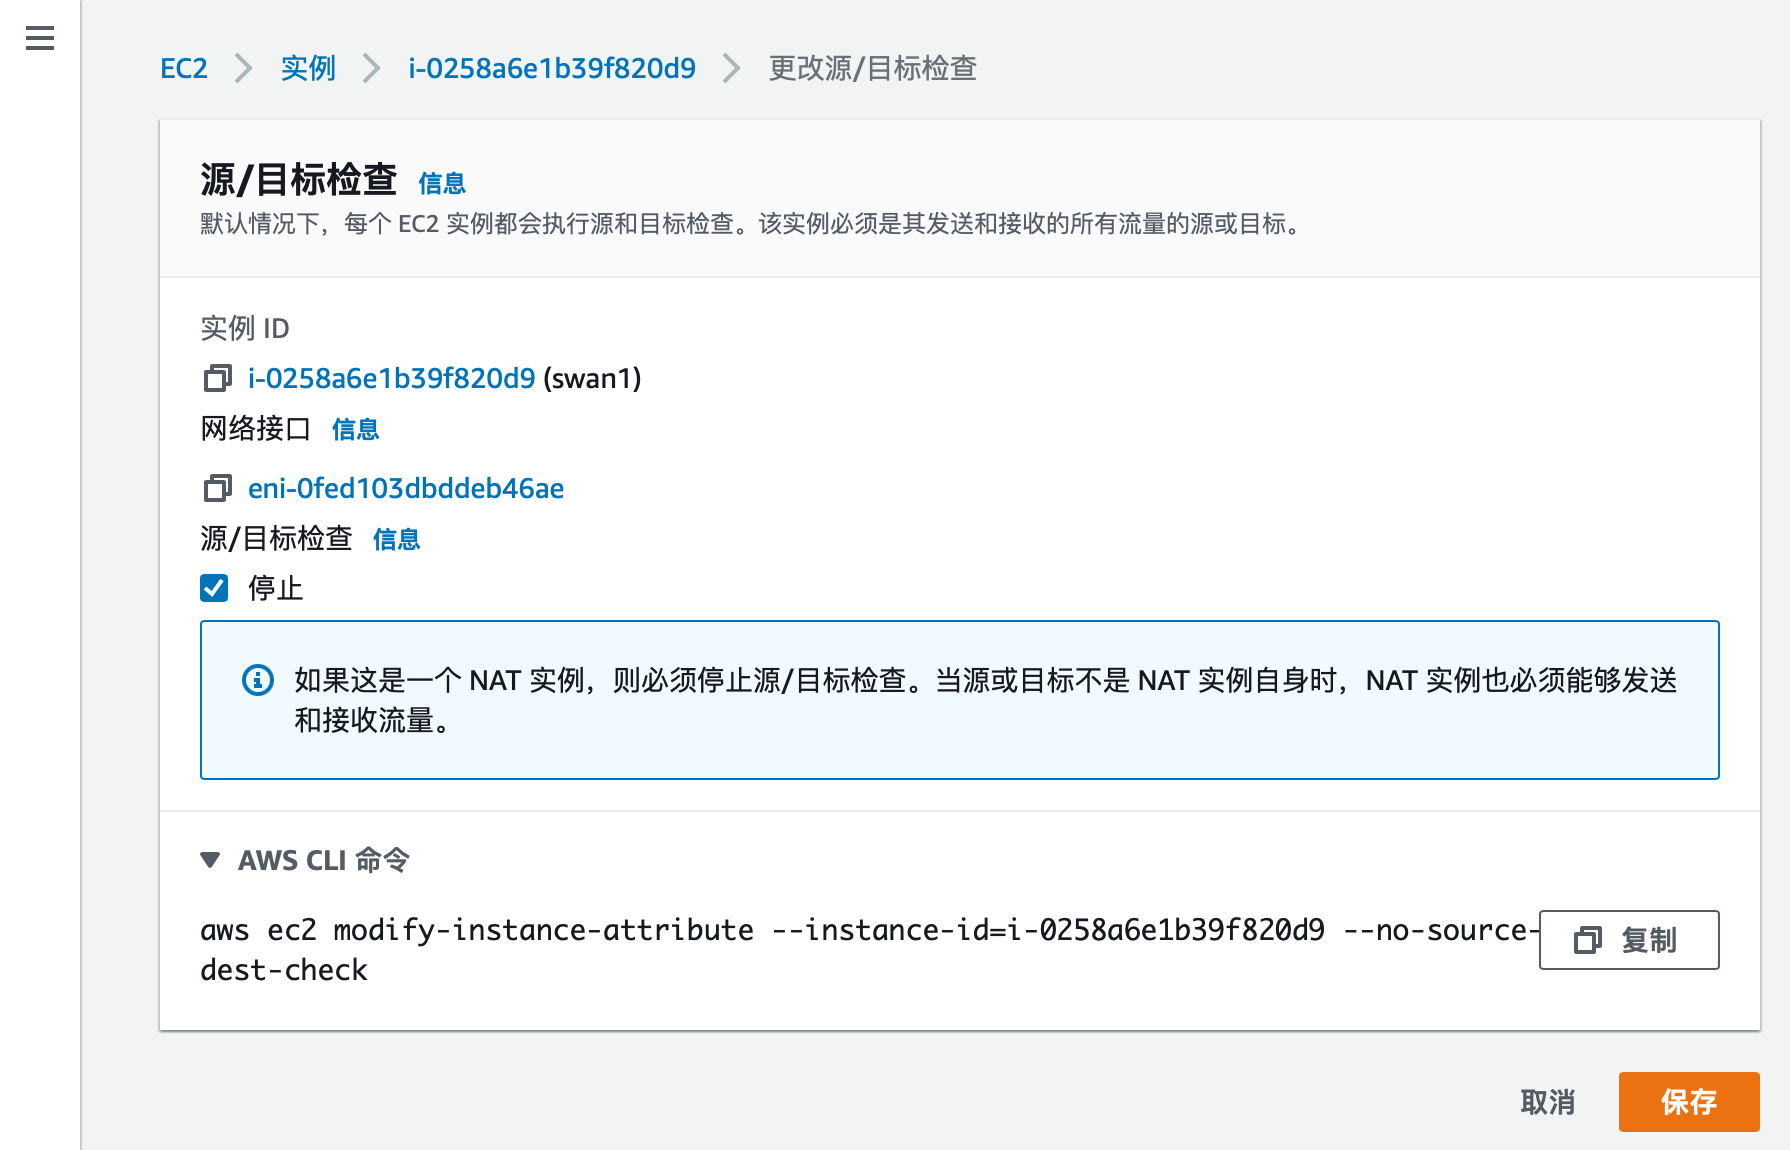 EC2 > 实例 > i-0258a6e1b39f820d9 > 更改源/目标检查
源/目标检查 信息
默认情况下，每个 EC2 实例都会执行源和目标检查。该实例必须是其发送和接收的所有流量的源或目标。
实例 ID
i-0258a6e1b39f820d9 (swan1)
网络接口 信息
eni-0fed103dbddeb46ae
源/目标检查 信息
停止
如果这是一个 NAT 实例，则必须停止源/目标检查。当源或目标不是 NAT 实例自身时，NAT 实例也必须能够发送
和接收流量。
AWS CLI 命令
aws ec2 modify-instance-attribute --instance-id=i-0258a6e1b39f820d9 --no-source-
dest-check
复制
取消 保存